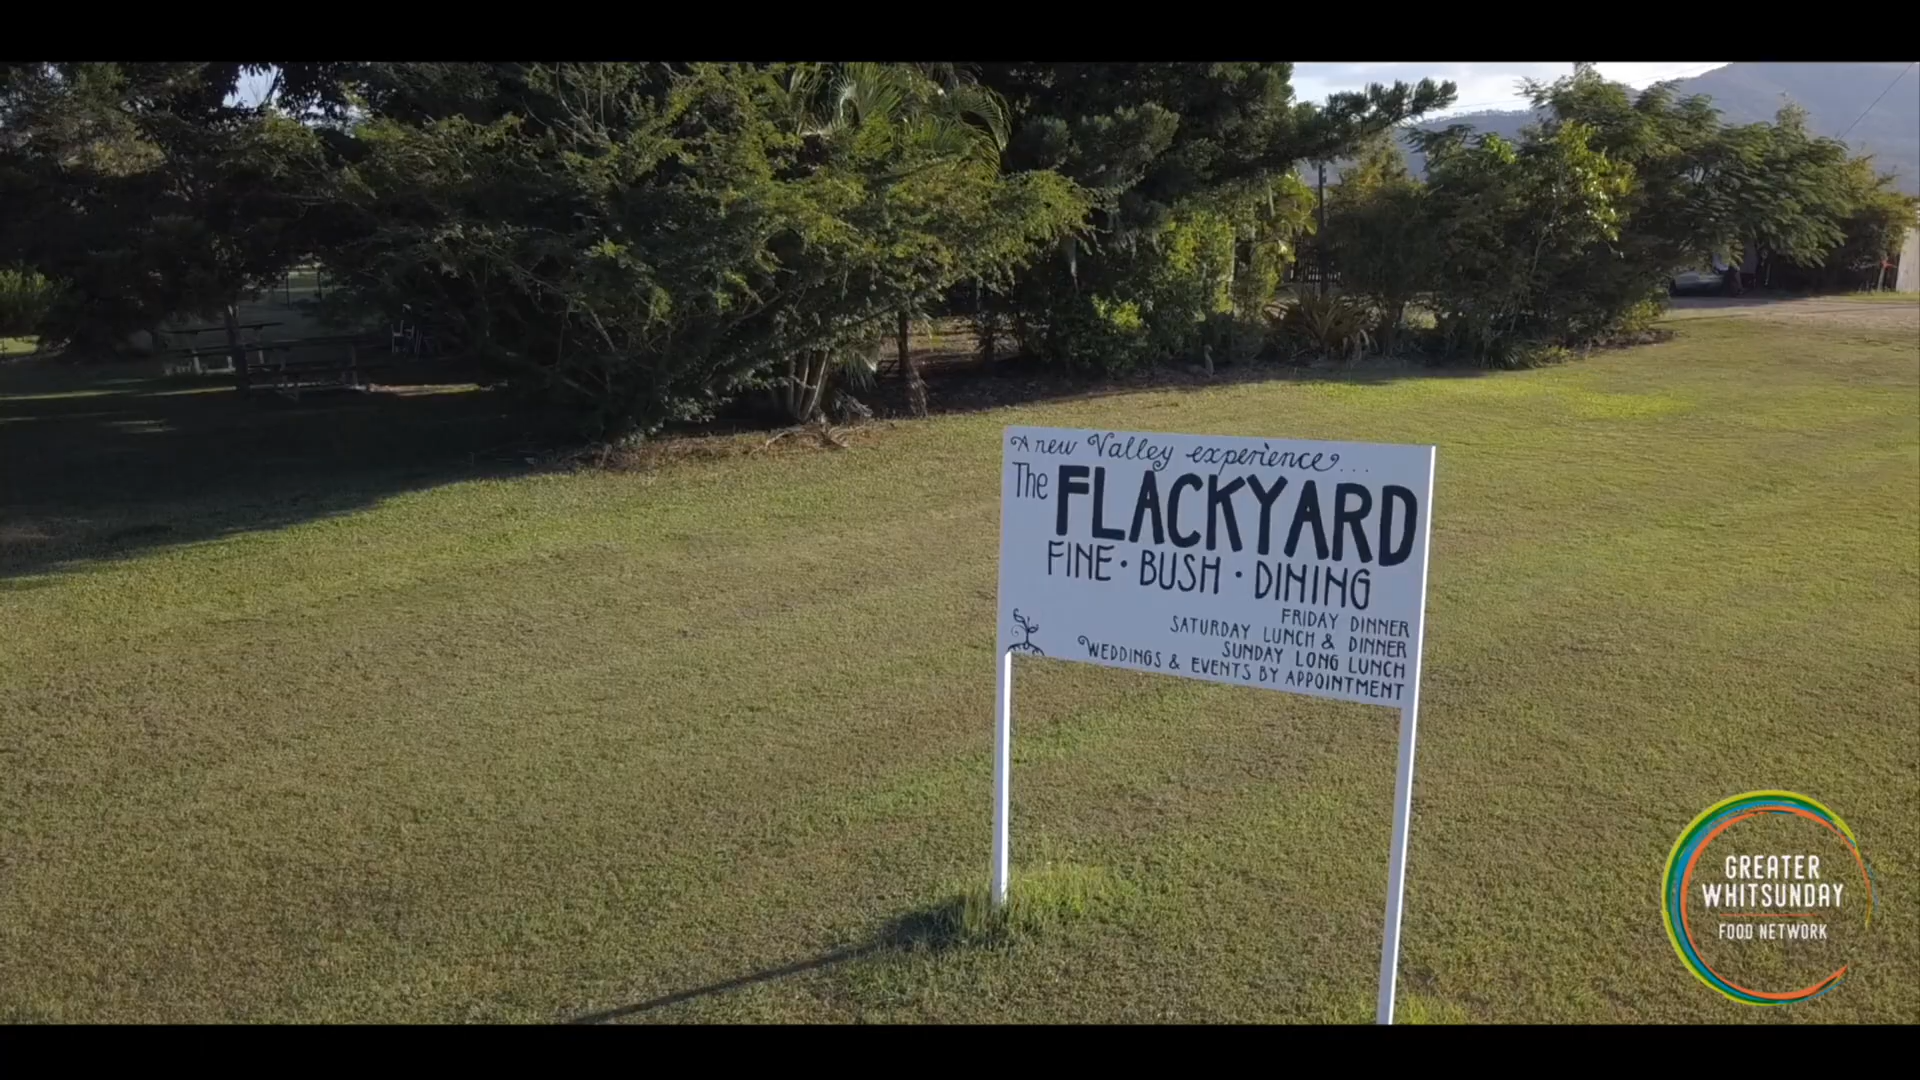 A new Valley experience...
The FLACKYARD
FINE • BUSH • DINING
FRIDAY DINNER
SATURDAY LUNCH & DINNER
SUNDAY LONG LUNCH
WEDDINGS & EVENTS BY APPOINTMENT
GREATER
WHITSUNDAY
FOOD NETWORK